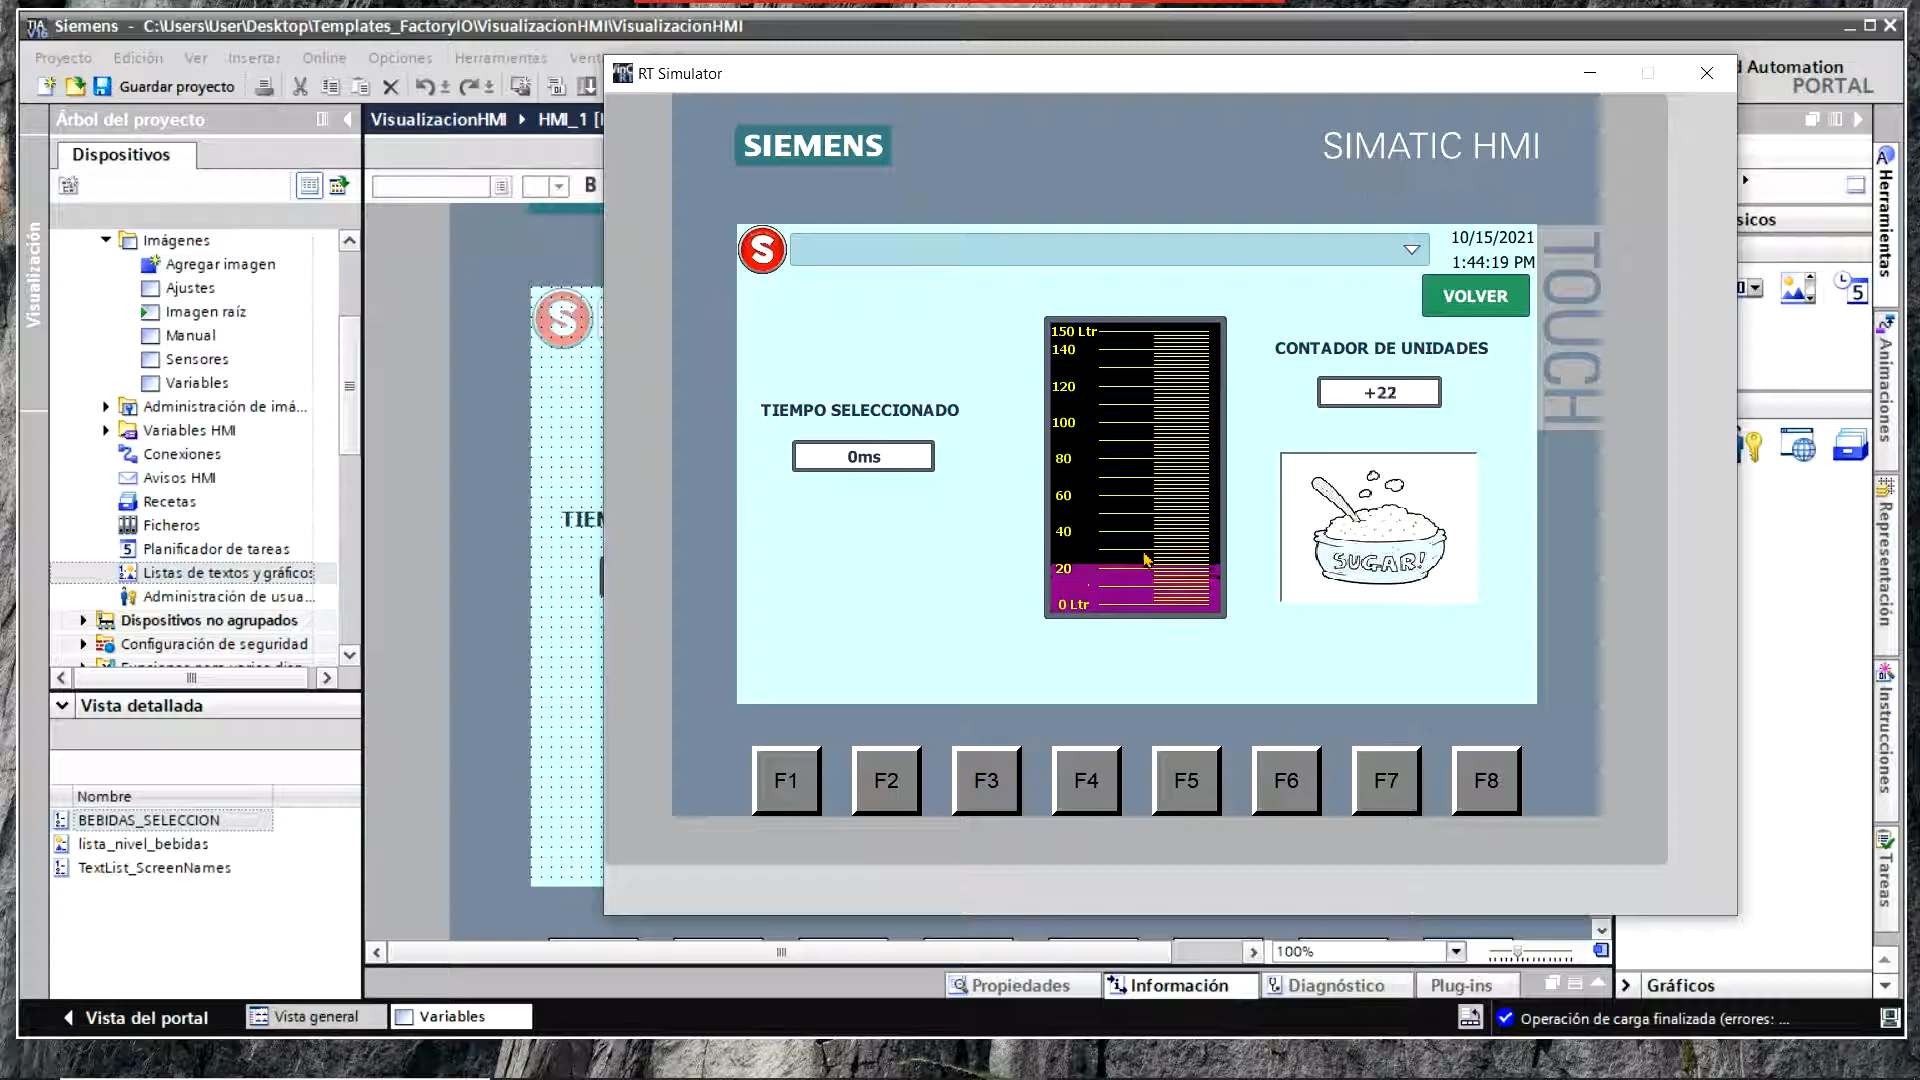 Siemens - C:\Users\User\Desktop\Templates_FactoryIO\VisualizacionHMI\VisualizacionHMI
Proyecto Edición Ver Insertar Online Opciones Herramientas
d Automation
PORTAL
Guardar proyecto
RT Simulator
Árbol del proyecto
VisualizacionHMI HMI_1
Dispositivos
SIEMENS
SIMATIC HMI
B
Visualización
Imágenes
Agregar imagen
Ajustes
Imagen raíz
Manual
Sensores
Variables
Administración de imá...
Variables HMI
Conexiones
Avisos HMI
Recetas
Ficheros
Planificador de tareas
Listas de textos y gráficos
Administración de usua...
Dispositivos no agrupados
Configuración de seguridad
S
S
10/15/2021
1:44:19 PM
VOLVER
TOUCH
150 Ltr
140
120
100
80
60
40
20
0 Ltr
CONTADOR DE UNIDADES
+22
TIEMPO SELECCIONADO
0ms
SUGAR!
F1 F2 F3 F4 F5 F6 F7 F8
Herramientas
Animaciones
Representación
Instrucciones
Tareas
sicos
5
Vista detallada
Nombre
BEBIDAS_SELECCION
lista_nivel_bebidas
TextList_ScreenNames
100%
Propiedades Información Diagnóstico Plug-ins
Gráficos
Vista del portal Vista general Variables
Operación de carga finalizada (errores: ...